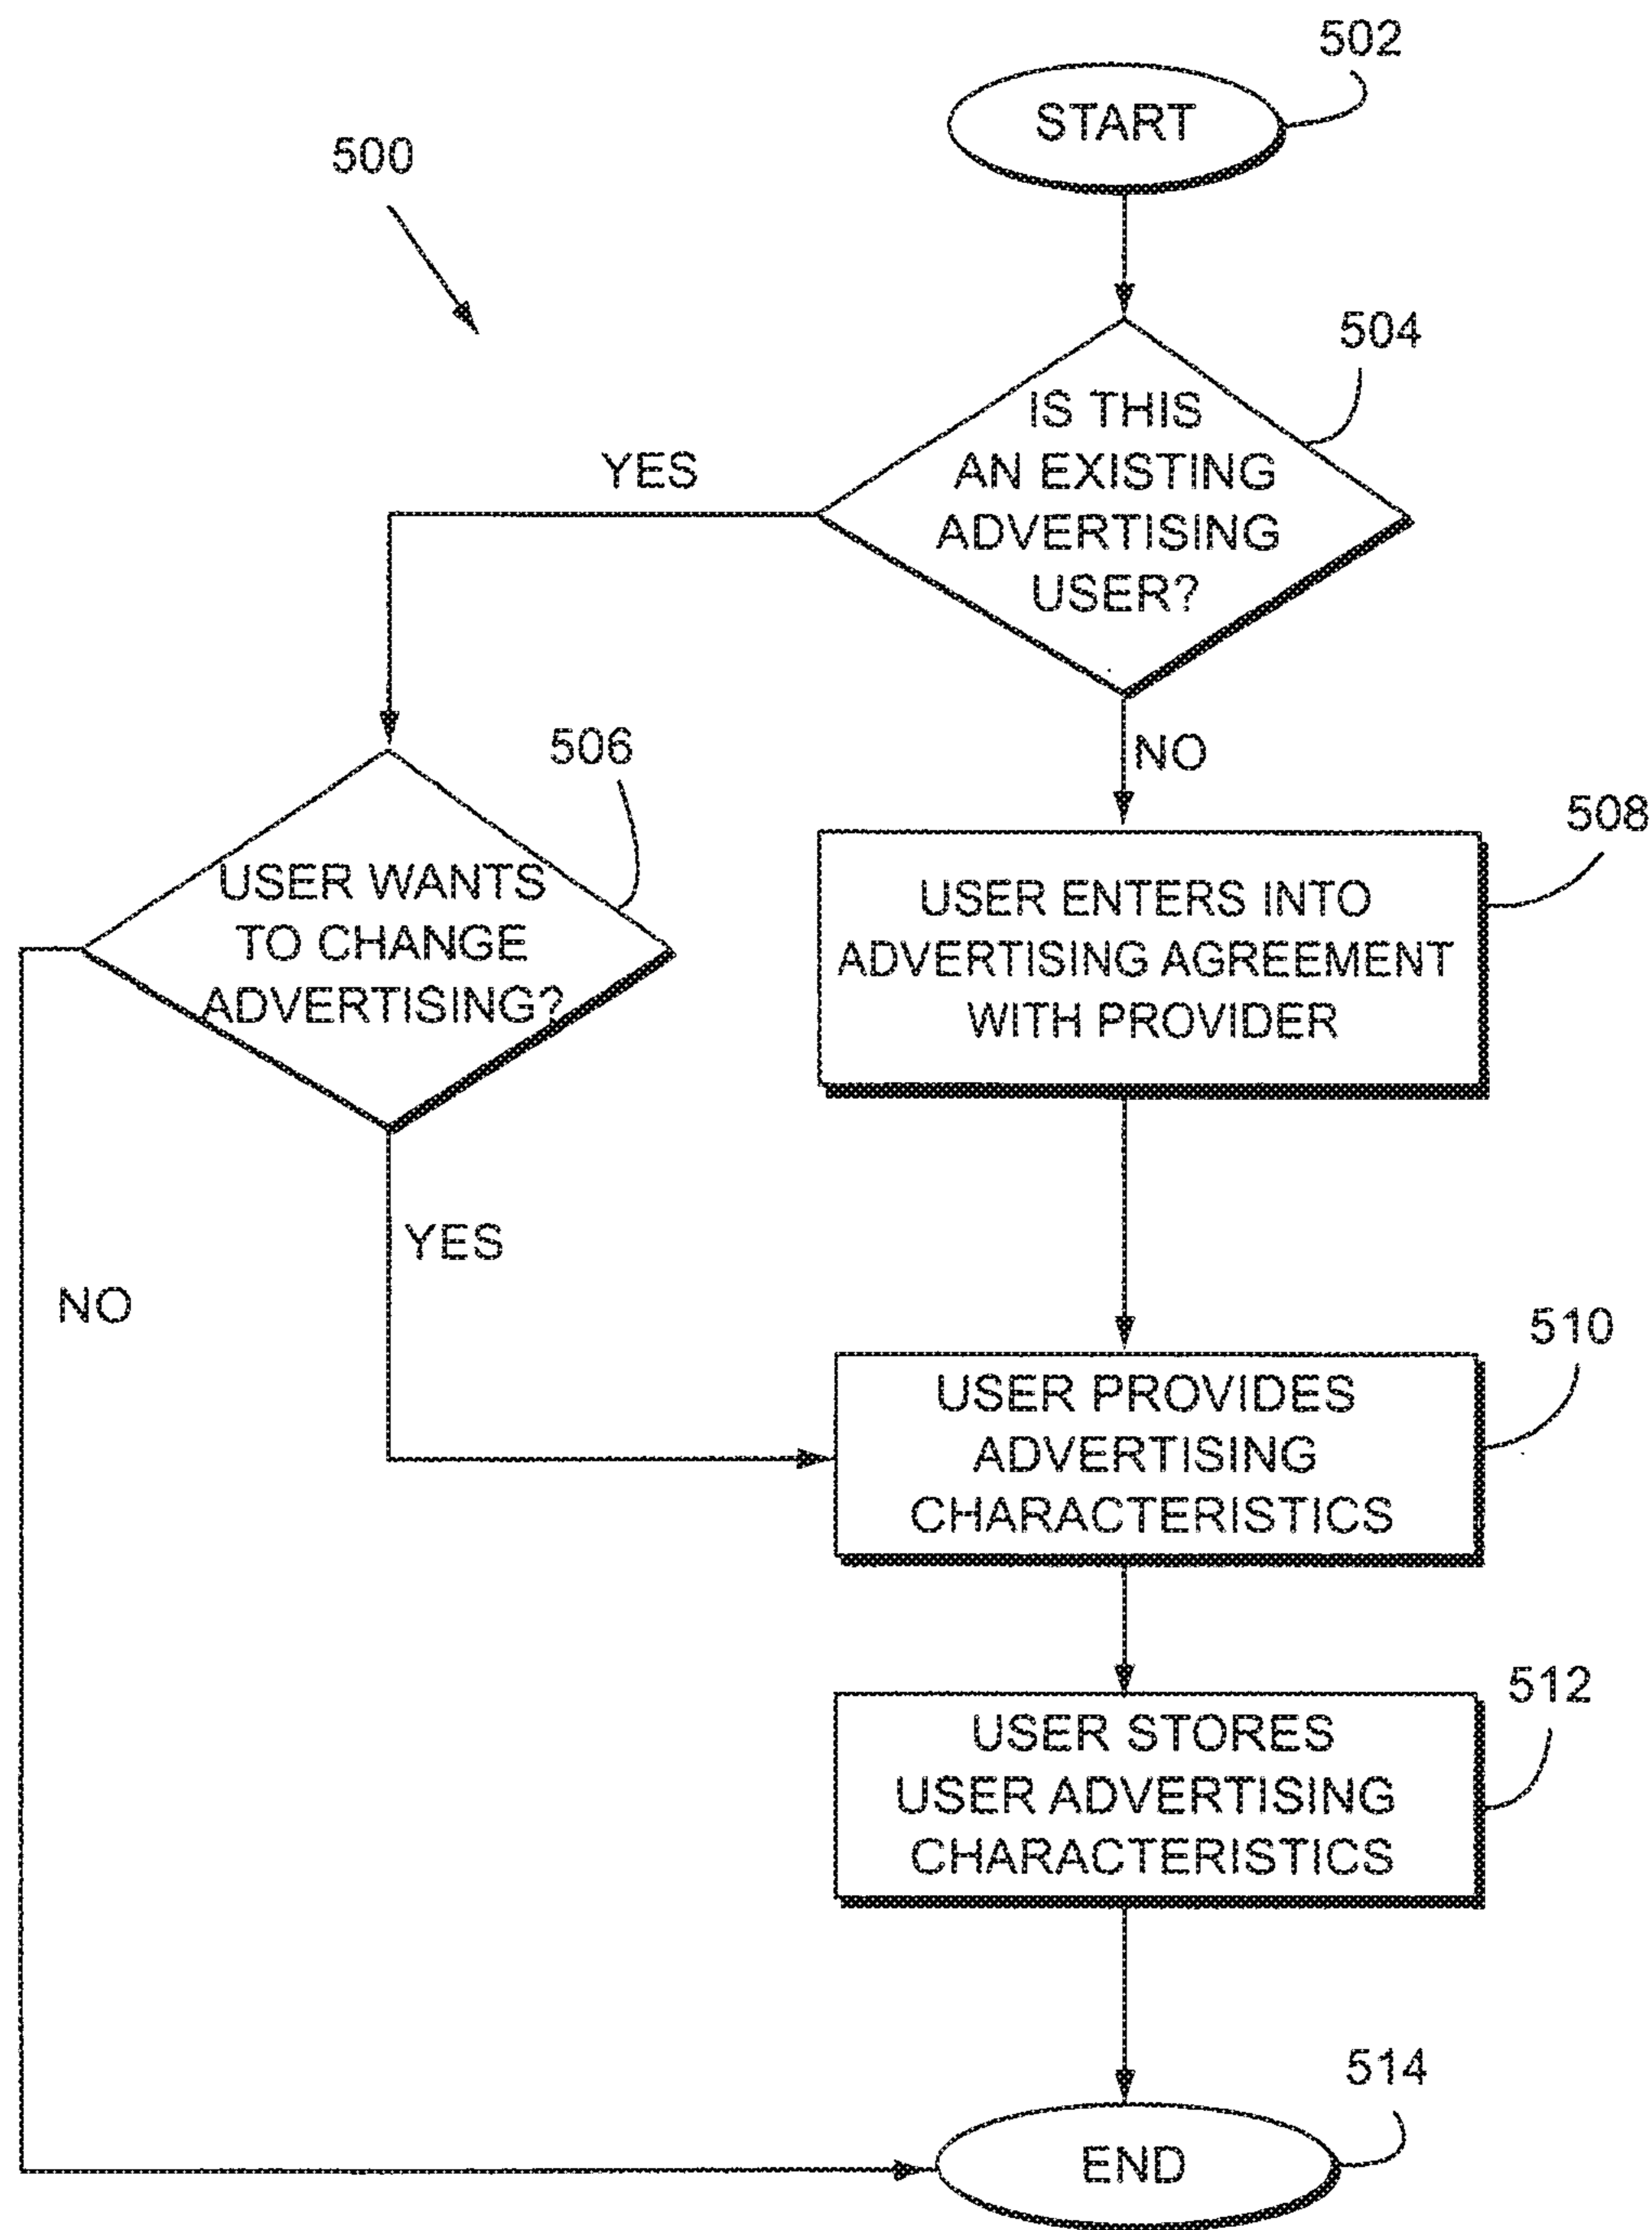 502
START
500
504
IS THIS
AN EXISTING
ADVERTISING
USER?
YES
NO
506
USER WANTS
TO CHANGE
ADVERTISING?
508
USER ENTERS INTO
ADVERTISING AGREEMENT
WITH PROVIDER
YES
NO
510
USER PROVIDES
ADVERTISING
CHARACTERISTICS
512
USER STORES
USER ADVERTISING
CHARACTERISTICS
514
END